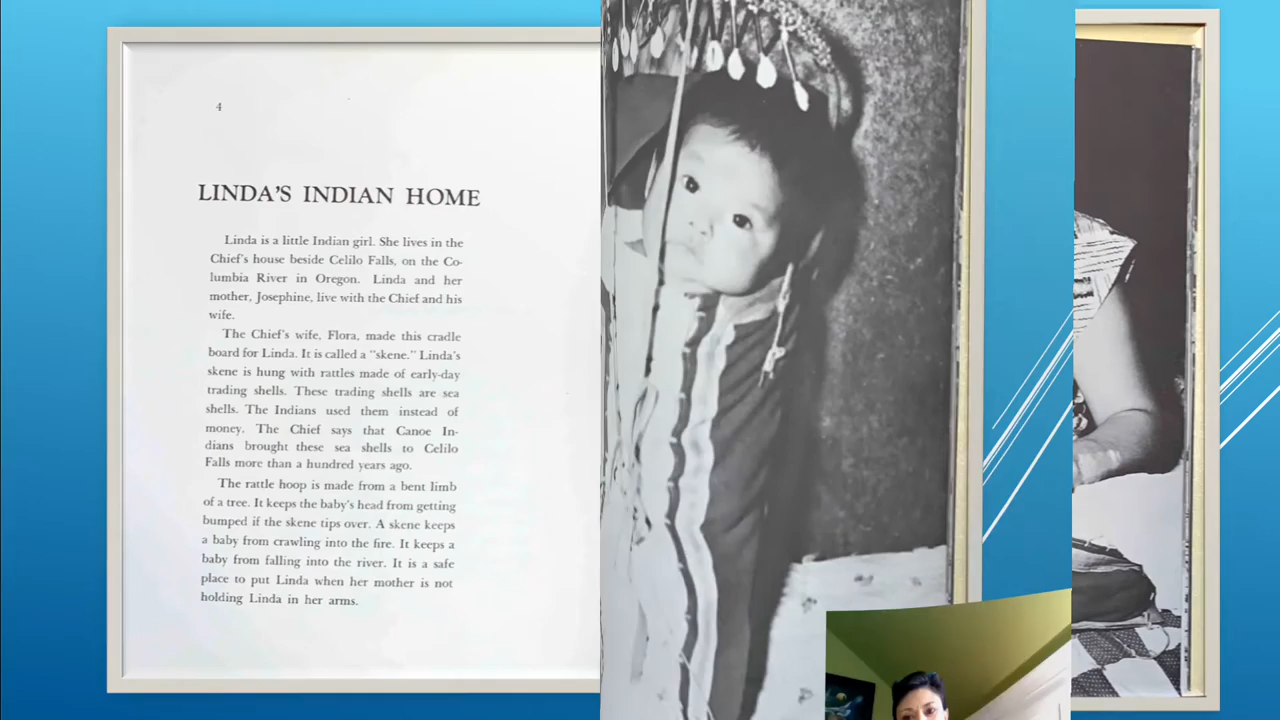 4
LINDA'S INDIAN HOME
Linda is a little Indian girl. She lives in the
Chief's house beside Celilo Falls, on the Co-
lumbia River in Oregon. Linda and her
mother, Josephine, live with the Chief and his
wife.
The Chief's wife, Flora, made this cradle
board for Linda. It is called a "skene." Linda's
skene is hung with rattles made of early-day
trading shells. These trading shells are sea
shells. The Indians used them instead of
money. The Chief says that Canoe In-
dians brought these sea shells to Celilo
Falls more than a hundred years ago.
The rattle hoop is made from a bent limb
of a tree. It keeps the baby's head from getting
bumped if the skene tips over. A skene keeps
a baby from crawling into the fire. It keeps a
baby from falling into the river. It is a safe
place to put Linda when her mother is not
holding Linda in her arms.